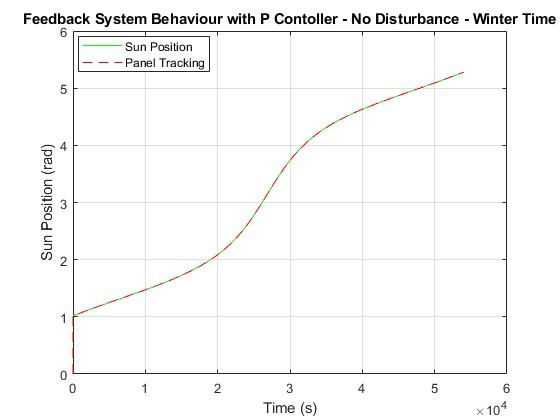 Feedback System Behaviour with P Contoller - No Disturbance - Winter Time
Sun Position
Panel Tracking
Sun Position (rad)
6
5
4
3
2
1
0
0 1 2 3 4 5 6
×10^4
Time (s)